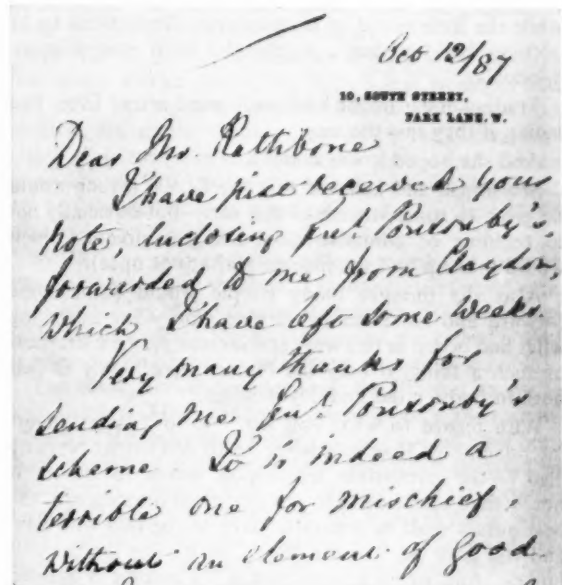 Oct 12/87
10, SOUTH STREET,
PARK LANE. W.
Dear Mr Rathbone
I have just received your
note inclosing Genl. Ponsonby's,
forwarded to me from Claydon,
which I have left some weeks.
Very many thanks for
sending me Genl. Ponsonby's
scheme It is indeed a
terrible one for mischief,
without an element of good